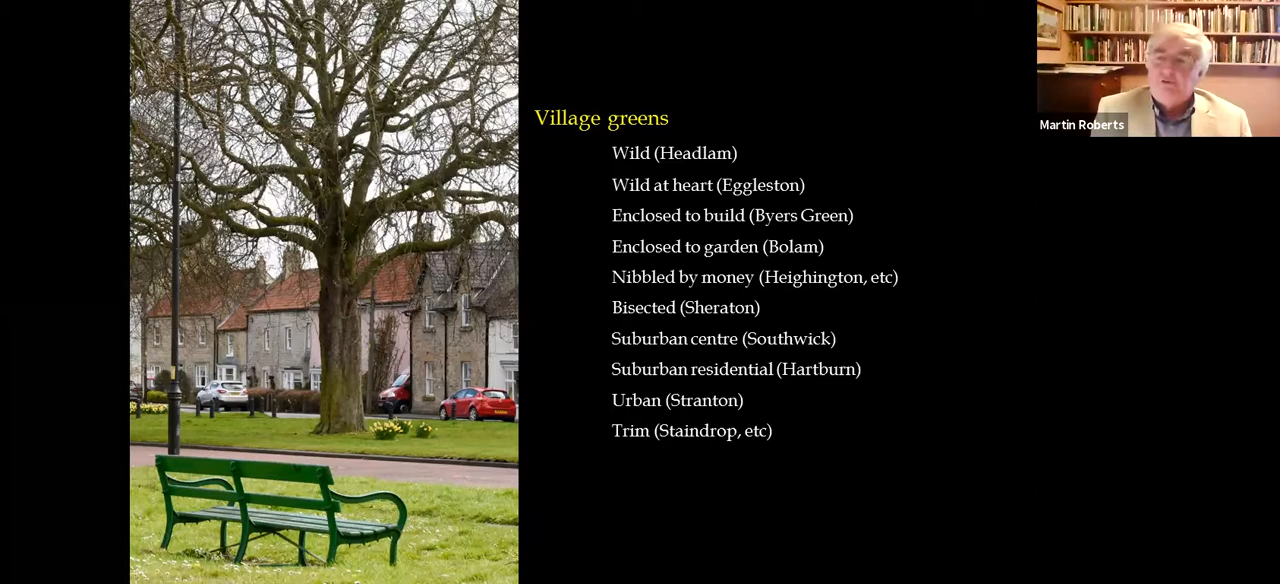 Village greens
Wild (Headlam)
Wild at heart (Eggleston)
Enclosed to build (Byers Green)
Enclosed to garden (Bolam)
Nibbled by money (Heighington, etc)
Bisected (Sheraton)
Suburban centre (Southwick)
Suburban residential (Hartburn)
Urban (Stranton)
Trim (Staindrop, etc)
Martin Roberts